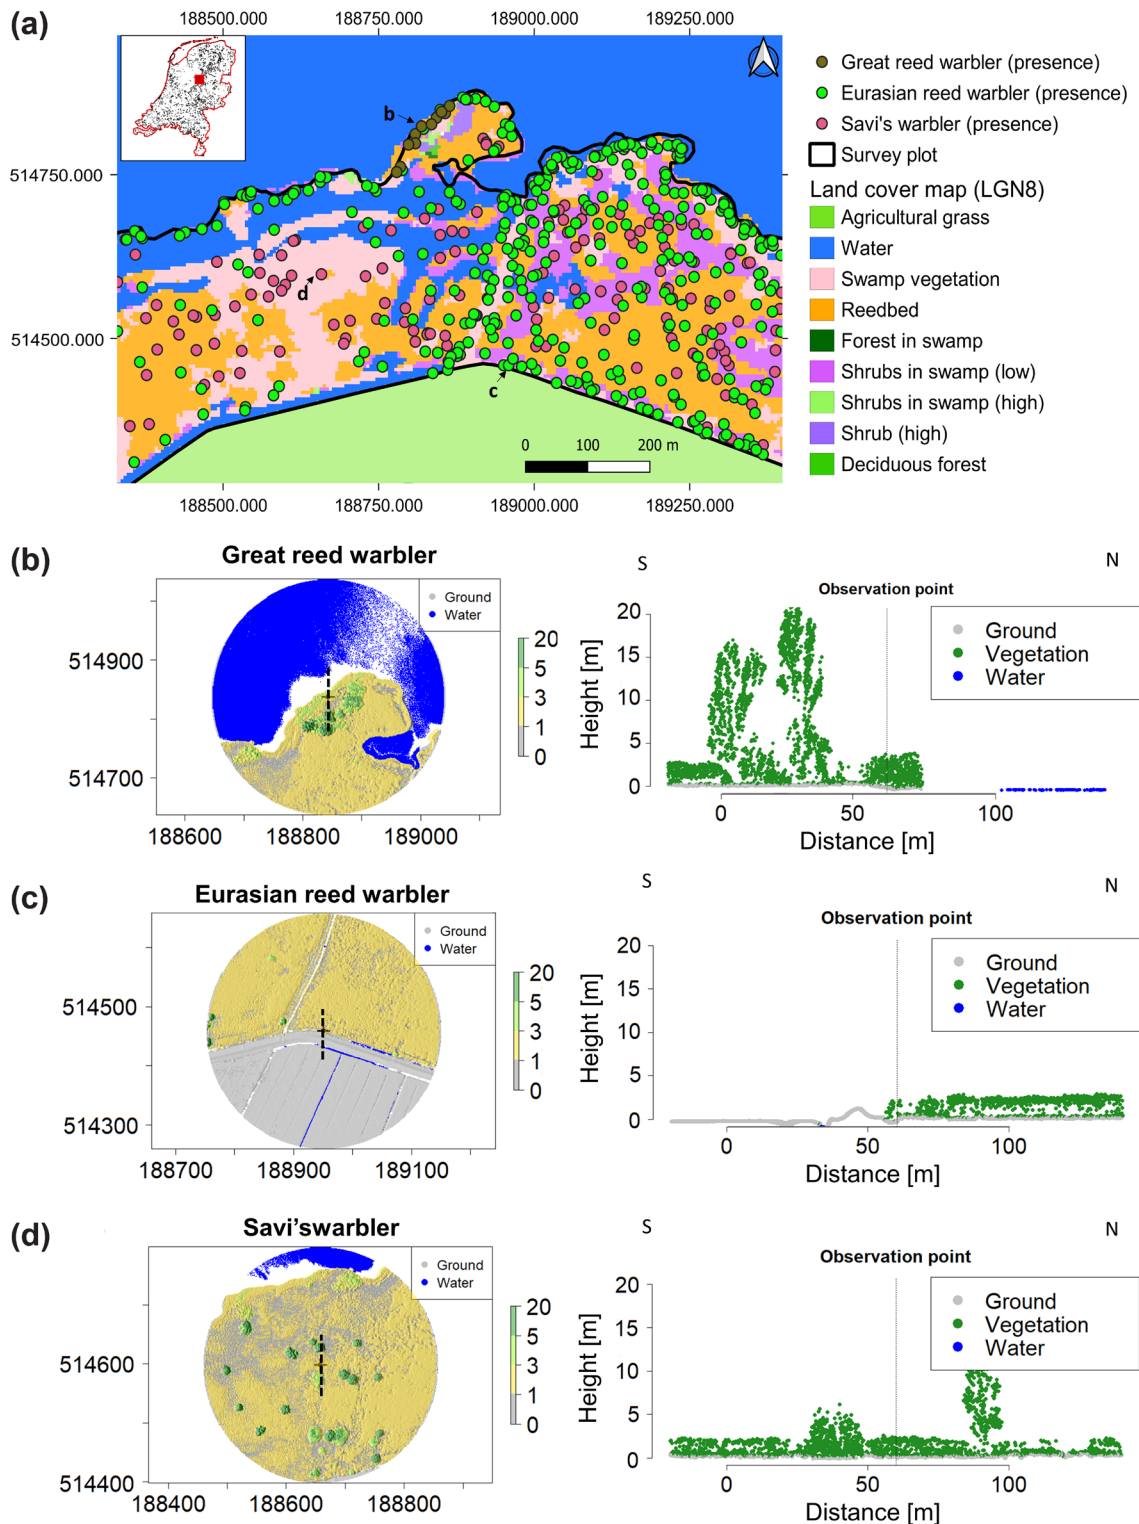 (a)
188500.000 188750.000 189000.000 189250.000
514750.000
514500.000
b
d
c
0 100 200 m
188500.000 188750.000 189000.000 189250.000
Great reed warbler (presence)
Eurasian reed warbler (presence)
Savi's warbler (presence)
Survey plot
Land cover map (LGN8)
Agricultural grass
Water
Swamp vegetation
Reedbed
Forest in swamp
Shrubs in swamp (low)
Shrubs in swamp (high)
Shrub (high)
Deciduous forest
(b)
Great reed warbler
Ground
Water
514900
514700
188600 188800 189000
20
5
3
1
0
S
N
Observation point
Height [m]
20
15
10
5
0
Ground
Vegetation
Water
0 50 100
Distance [m]
(c)
Eurasian reed warbler
Ground
Water
514500
514300
188700 188900 189100
20
5
3
1
0
S
N
Observation point
Height [m]
20
15
10
5
0
Ground
Vegetation
Water
0 50 100
Distance [m]
(d)
Savi'swarbler
Ground
Water
514600
514400
188400 188600 188800
20
5
3
1
0
S
N
Observation point
Height [m]
20
15
10
5
0
Ground
Vegetation
Water
0 50 100
Distance [m]